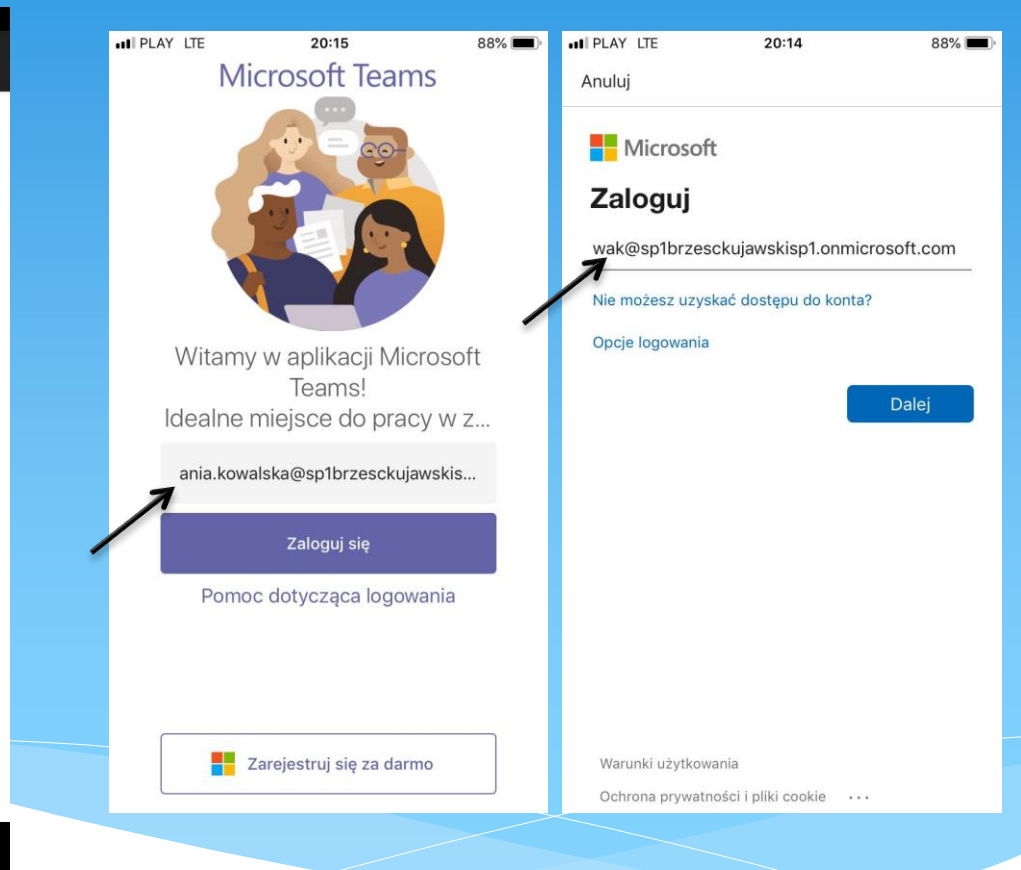 PLAY LTE 20:15 88%
Microsoft Teams
Witamy w aplikacji Microsoft
Teams!
Idealne miejsce do pracy w z...
ania.kowalska@sp1brzesckujawskis...
Zaloguj się
Pomoc dotycząca logowania
Zarejestruj się za darmo
PLAY LTE 20:14 88%
Anuluj
Microsoft
Zaloguj
wak@sp1brzesckujawskisp1.onmicrosoft.com
Nie możesz uzyskać dostępu do konta?
Opcje logowania
Dalej
Warunki użytkowania
Ochrona prywatności i pliki cookie ...